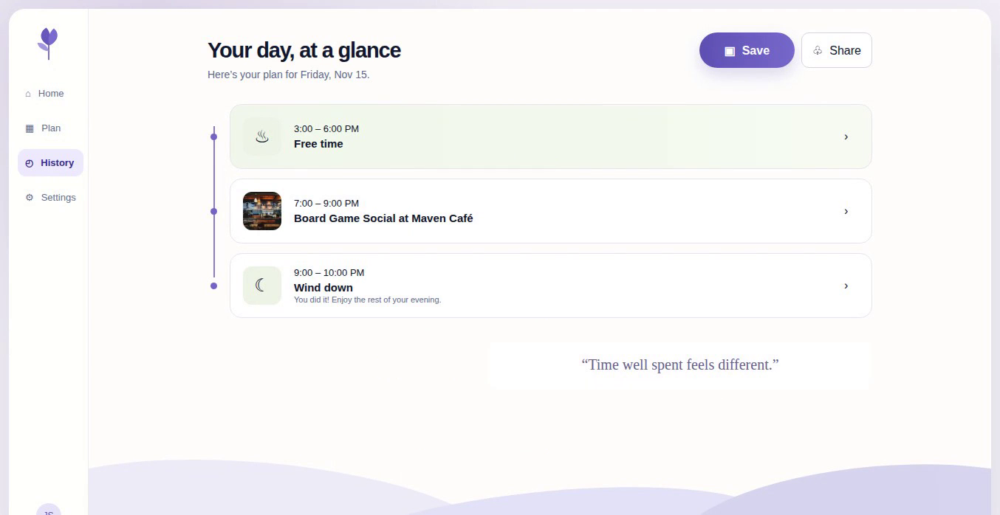 Home
Plan
History
Settings
JS
Your day, at a glance
Here's your plan for Friday, Nov 15.
Save
Share
3:00 – 6:00 PM
Free time
7:00 – 9:00 PM
Board Game Social at Maven Café
9:00 – 10:00 PM
Wind down
You did it! Enjoy the rest of your evening.
“Time well spent feels different.”